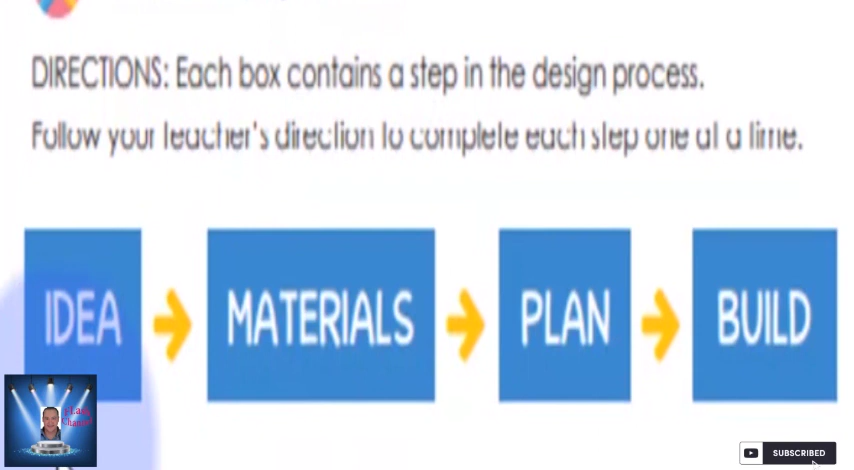 DIRECTIONS: Each box contains a step in the design process.
Follow your teacher's direction to complete each step one at a time.
IDEA MATERIALS PLAN BUILD
SUBSCRIBED